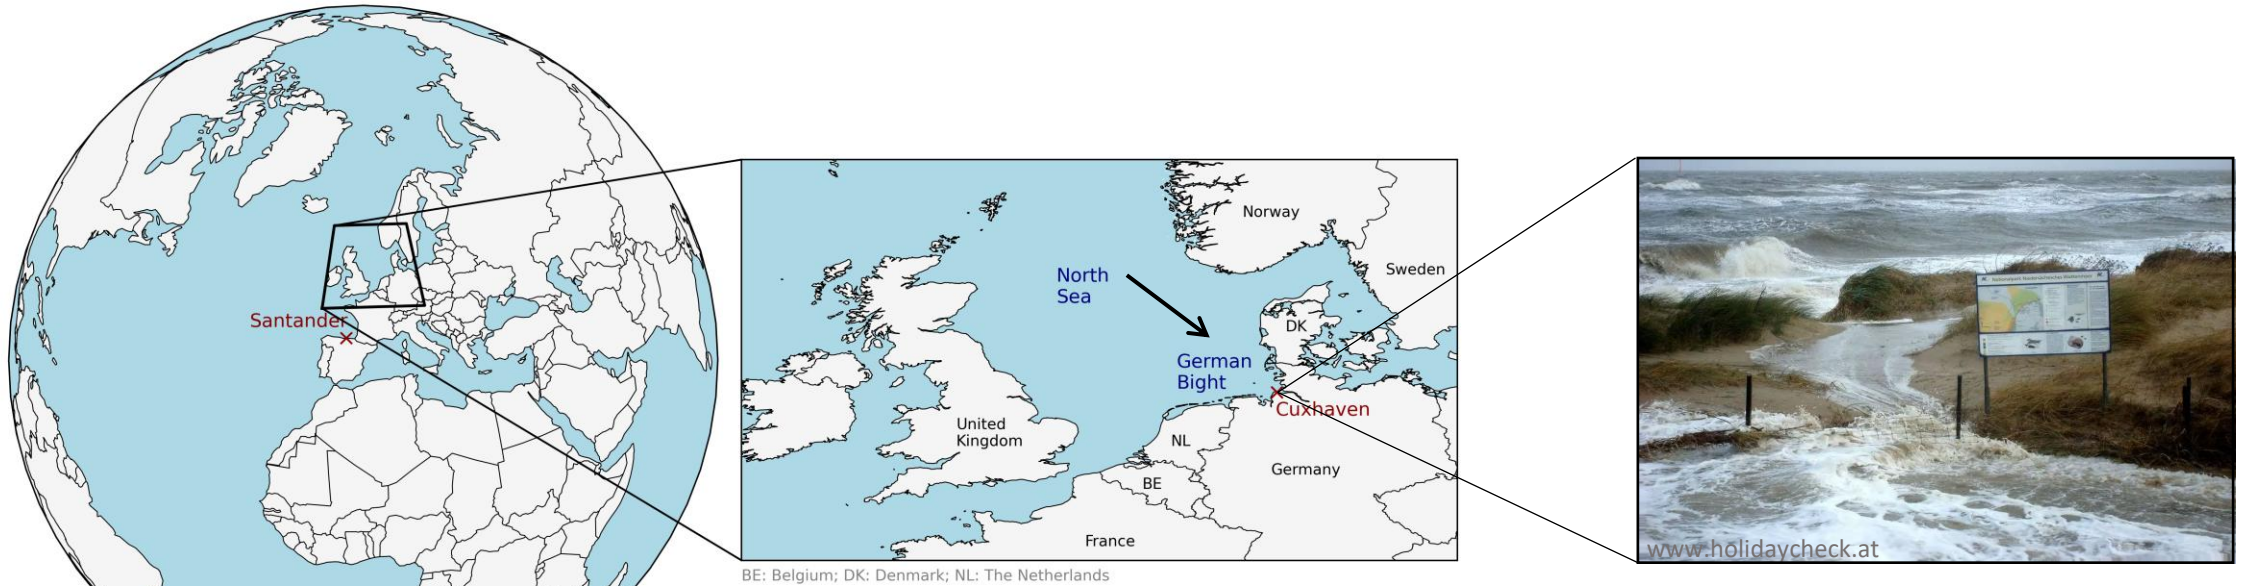 Santander
Norway
North
Sea
Sweden
DK
German
Bight
Cuxhaven
United
Kingdom
NL
Germany
BE
France
BE: Belgium; DK: Denmark; NL: The Netherlands
www.holidaycheck.at